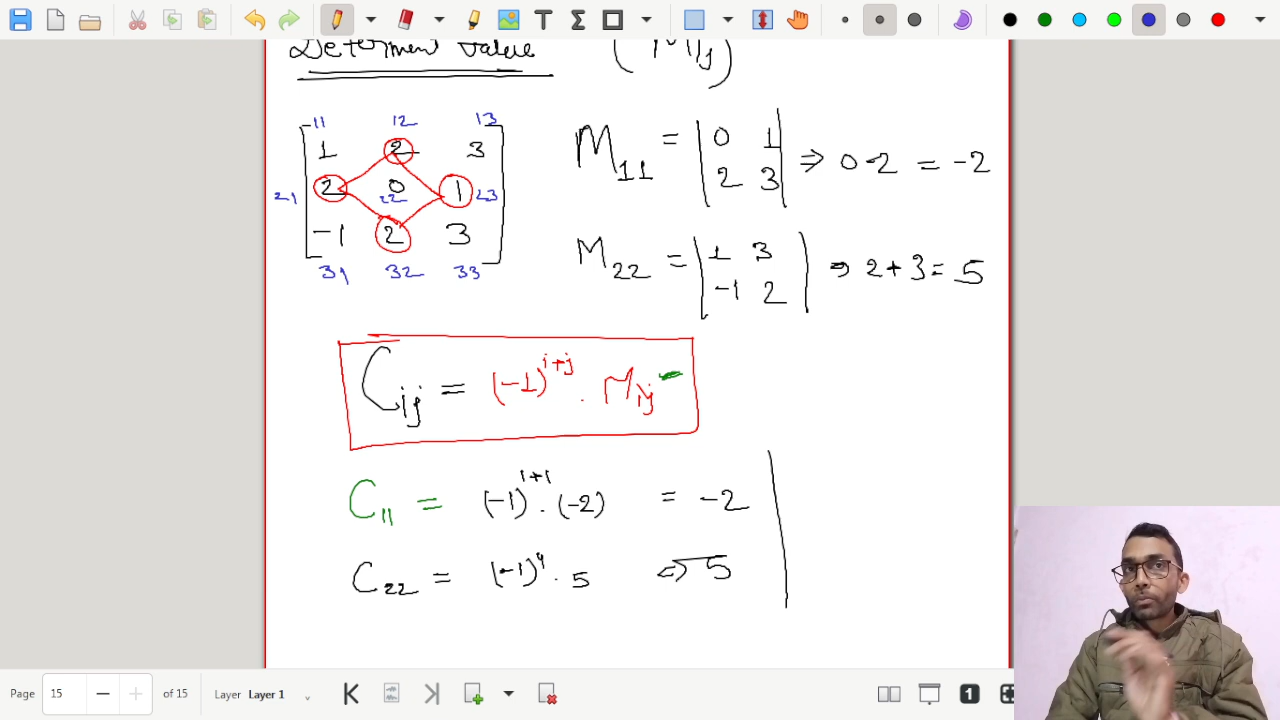 Determent Value (Mij)
11 12 13
1 2 3
21 2 0 22 1 23
-1 2 3
31 32 33
M11 = | 0 1 | ⇒ 0-2 = -2
| 2 3 |
M22 = | 1 3 | ⇒ 2+3 = 5
| -1 2 |
Cij = (-1)^i+j . Mij
C11 = (-1)^1+1 . (-2) = -2
C22 = (-1)^4 . 5 ⇒ 5
Page 15 of 15 Layer Layer 1 1